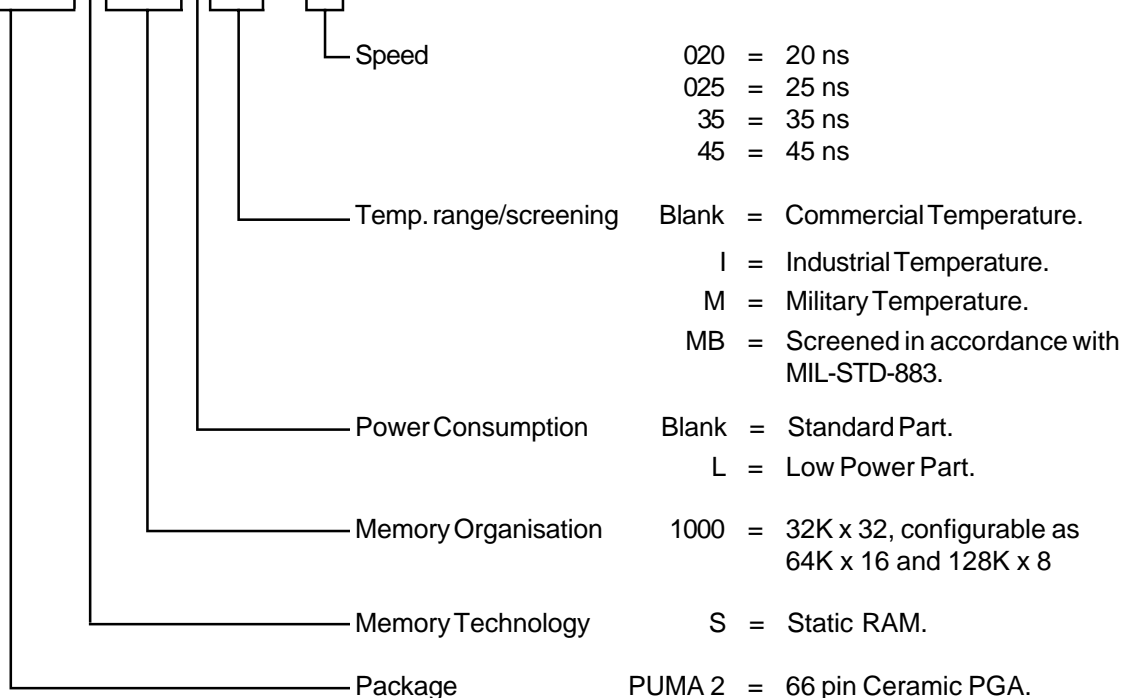 Speed 020 = 20 ns
025 = 25 ns
35 = 35 ns
45 = 45 ns
Temp. range/screening Blank = Commercial Temperature.
I = Industrial Temperature.
M = Military Temperature.
MB = Screened in accordance with
MIL-STD-883.
Power Consumption Blank = Standard Part.
L = Low Power Part.
Memory Organisation 1000 = 32K x 32, configurable as
64K x 16 and 128K x 8
Memory Technology S = Static RAM.
Package PUMA 2 = 66 pin Ceramic PGA.